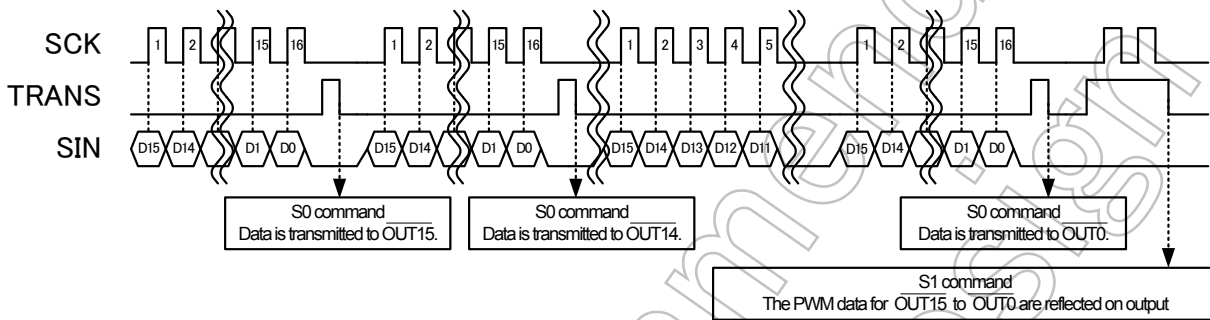 SCK 1 2 15 16 1 2 15 16 1 2 3 4 5 1 2 15 16
TRANS
SIN D15 D14 D1 D0 D15 D14 D1 D0 D15 D14 D13 D12 D11 D15 D14 D1 D0
S0 command
Data is transmitted to OUT15.
S0 command
Data is transmitted to OUT14.
S0 command
Data is transmitted to OUT0.
S1 command
The PWM data for OUT15 to OUT0 are reflected on output